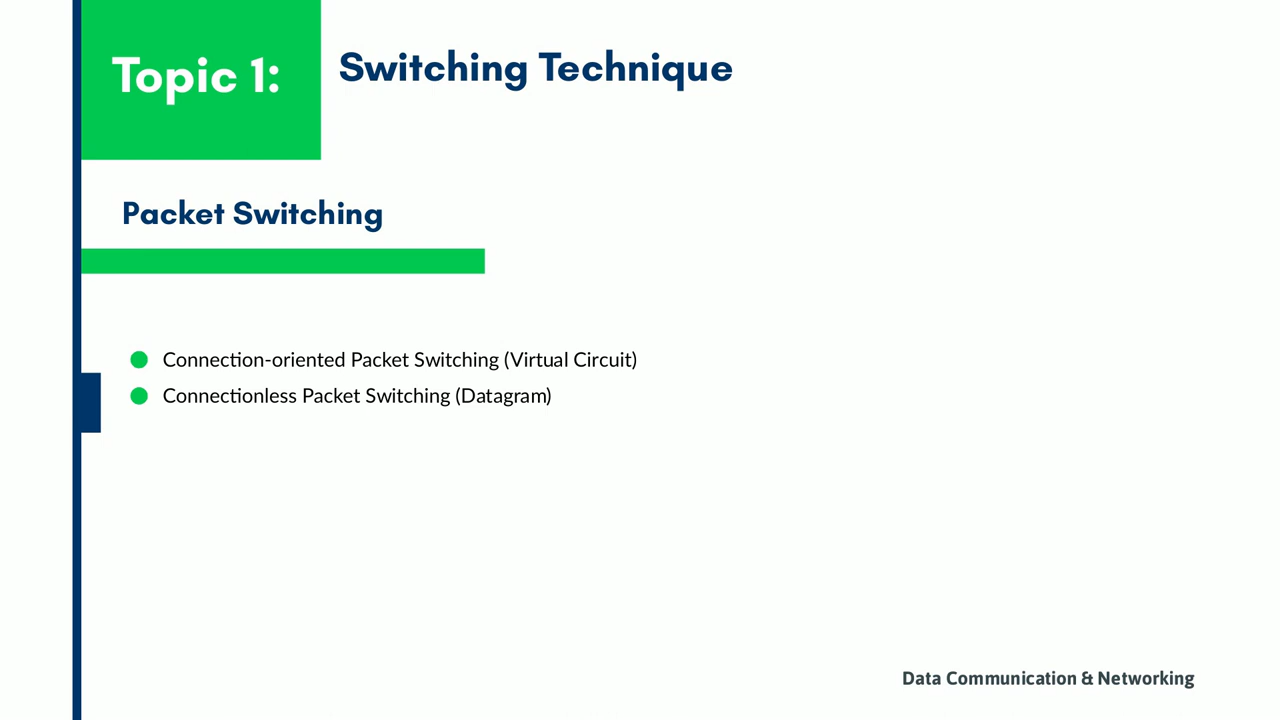 Topic 1:
Switching Technique
Packet Switching
Connection-oriented Packet Switching (Virtual Circuit)
Connectionless Packet Switching (Datagram)
Data Communication & Networking